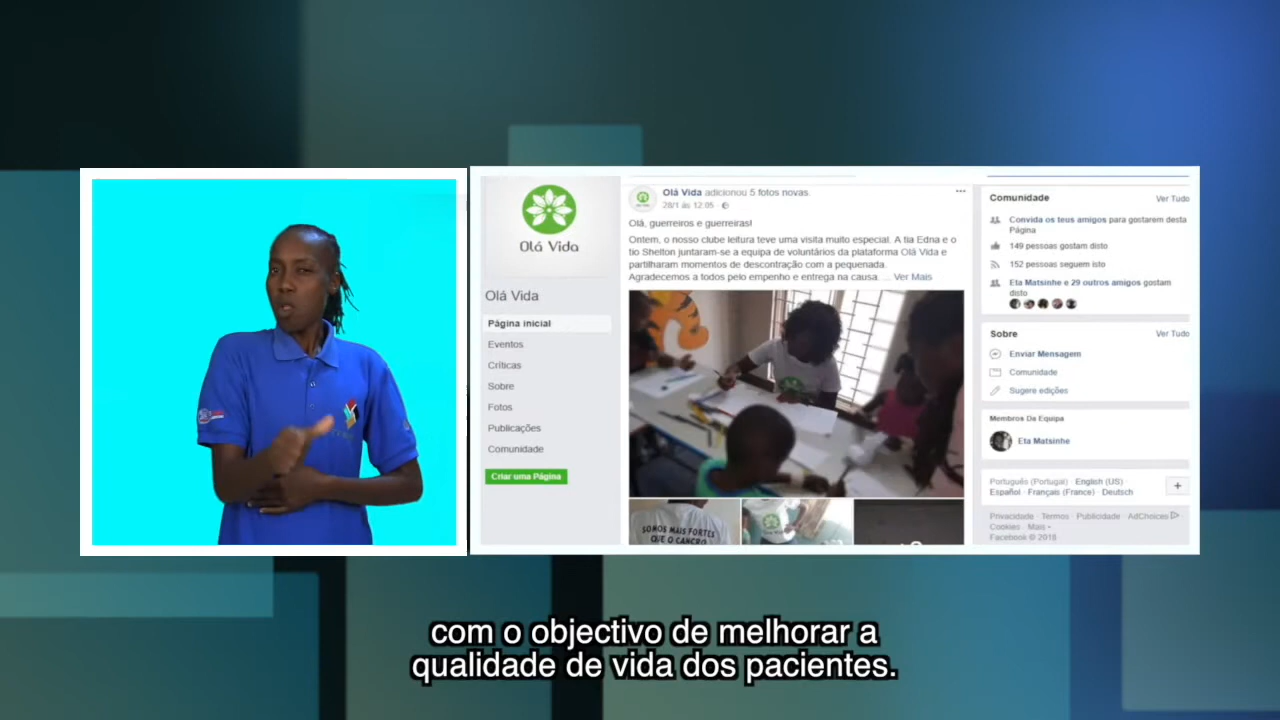 Olá Vida
Olá Vida
Página inicial
Eventos
Críticas
Sobre
Fotos
Publicações
Comunidade
Criar uma Página
Olá Vida adicionou 5 fotos novas.
28/1 às 12:05 ·
Olá, guerreiros e guerreiras!
Ontem, o nosso clube leitura teve uma visita muito especial. A tia Edna e o
tio Shelton juntaram-se a equipa de voluntários da plataforma Olá Vida e
partilharam momentos de descontração com a pequenada.
Agradecemos a todos pelo empenho e entrega na causa. ... Ver Mais
SOMOS MAIS FORTES
QUE O CANCRO
Comunidade Ver Tudo
Convida os teus amigos para gostarem desta
Página
149 pessoas gostam disto
152 pessoas seguem isto
Eta Matsinhe e 29 outros amigos gostam
disto
Sobre Ver Tudo
Enviar Mensagem
Comunidade
Sugere edições
Membros Da Equipa
Eta Matsinhe
Português (Portugal) · English (US)
Español · Français (France) · Deutsch
+
Privacidade · Termos · Publicidade · AdChoices
Cookies · Mais
Facebook © 2018
com o objectivo de melhorar a
qualidade de vida dos pacientes.